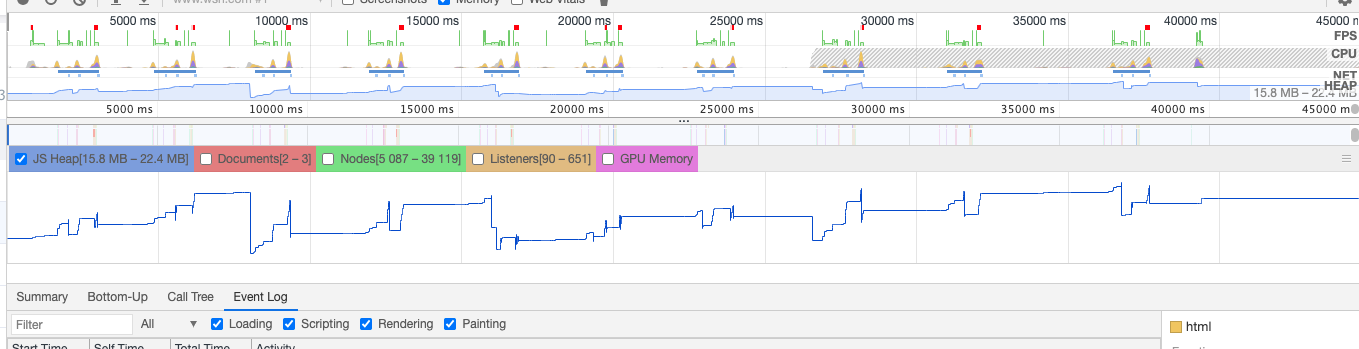 www.wsh.com #1 Screenshots Memory Web Vitals
5000 ms 10000 ms 15000 ms 20000 ms 25000 ms 30000 ms 35000 ms 40000 ms 45000 m
FPS
CPU
NET
HEAP
15.8 MB – 22.4 MB
5000 ms 10000 ms 15000 ms 20000 ms 25000 ms 30000 ms 35000 ms 40000 ms 45000 m
...
JS Heap[15.8 MB – 22.4 MB] Documents[2 – 3] Nodes[5 087 – 39 119] Listeners[90 – 651] GPU Memory
Summary Bottom-Up Call Tree Event Log
Filter All Loading Scripting Rendering Painting
html
Start Time Self Time Total Time Activity